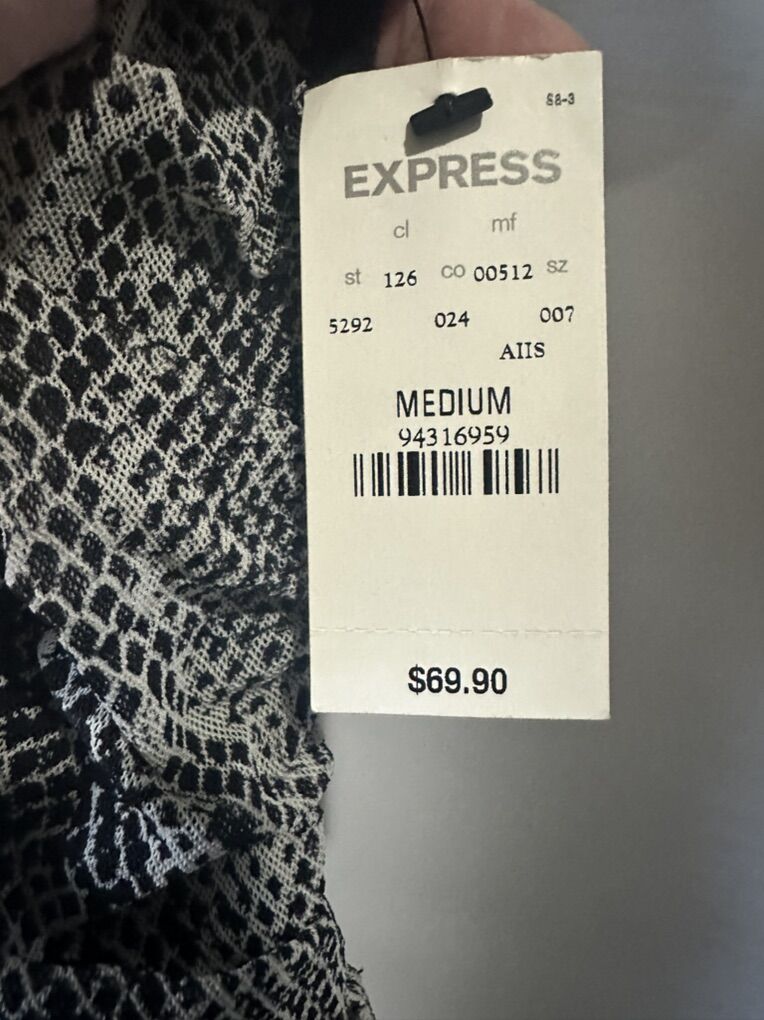 S8-3
EXPRESS
cl mf
st 126 co 00512 sz
5292 024 007
AIIS
MEDIUM
94316959
$69.90